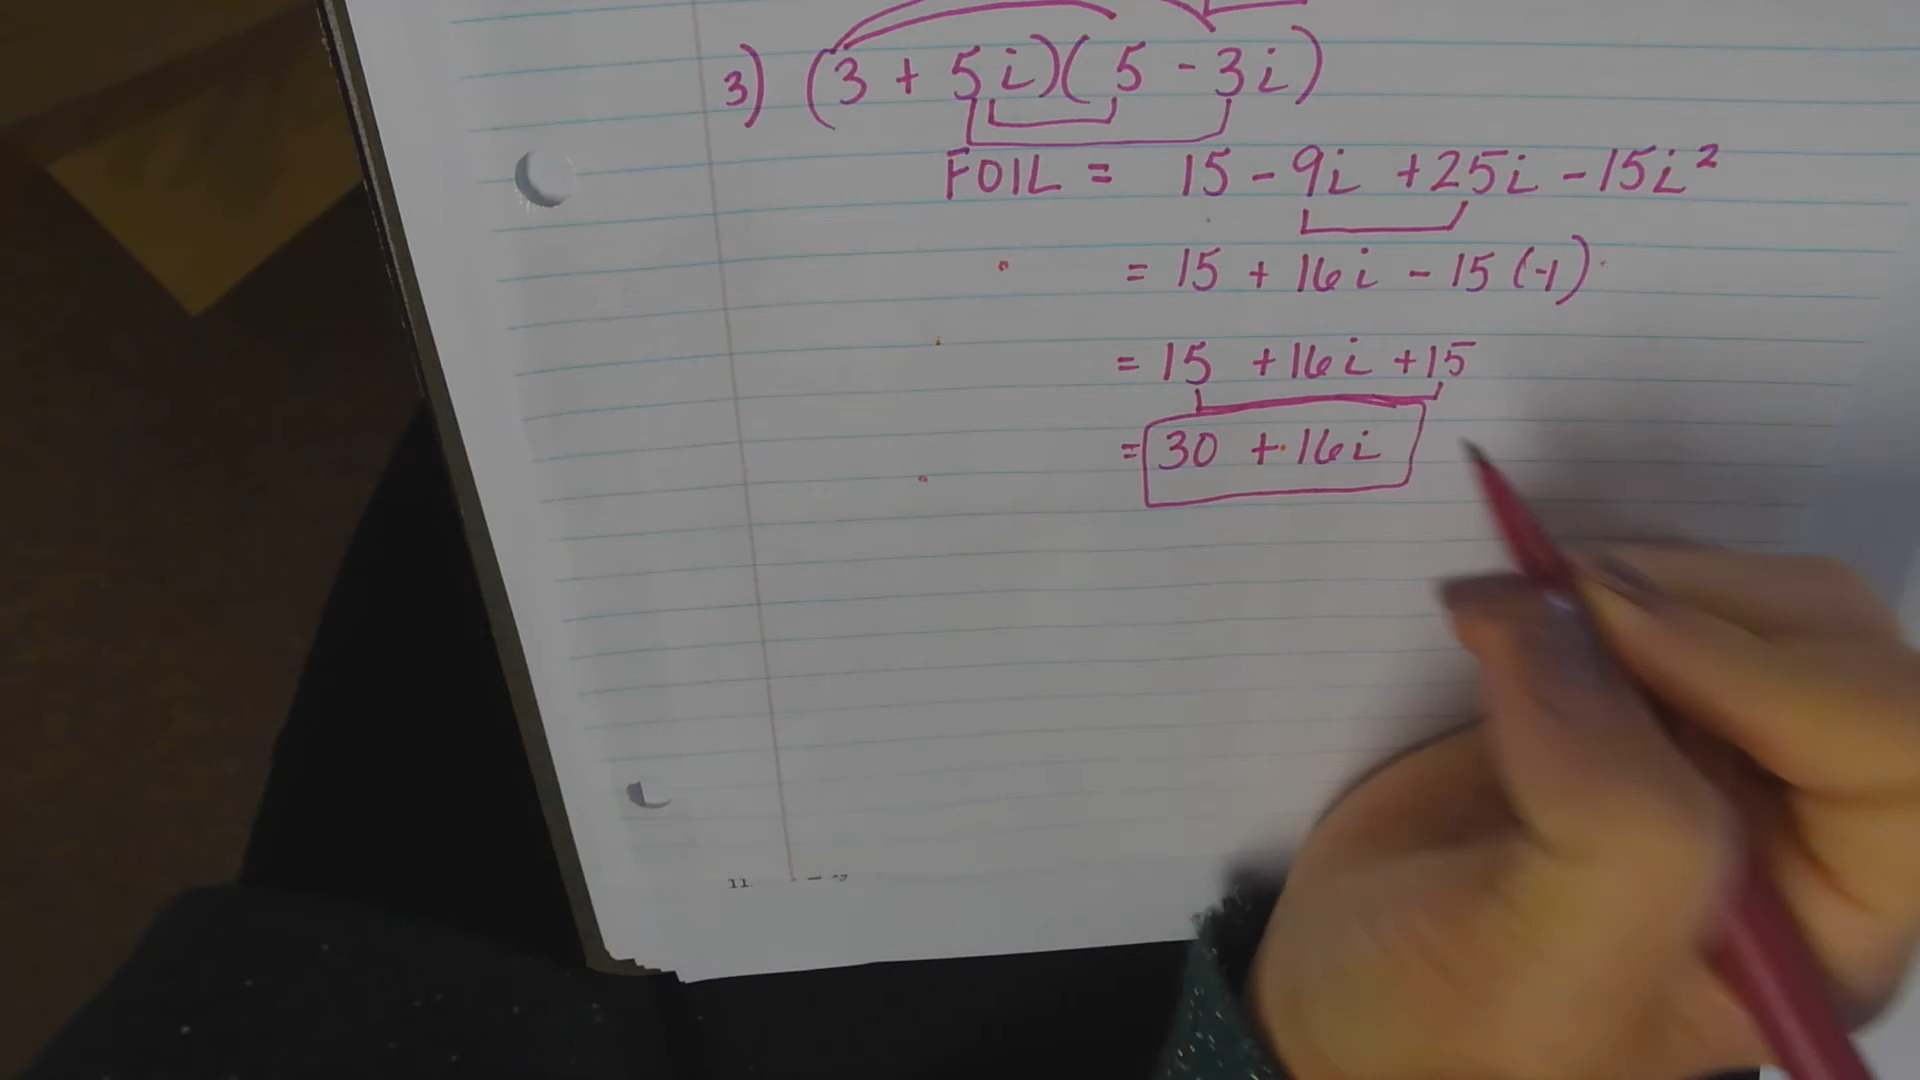 3) (3 + 5i)(5 - 3i)
FOIL = 15 - 9i + 25i - 15i²
= 15 + 16i - 15(-1)
= 15 + 16i + 15
= 30 + 16i
11